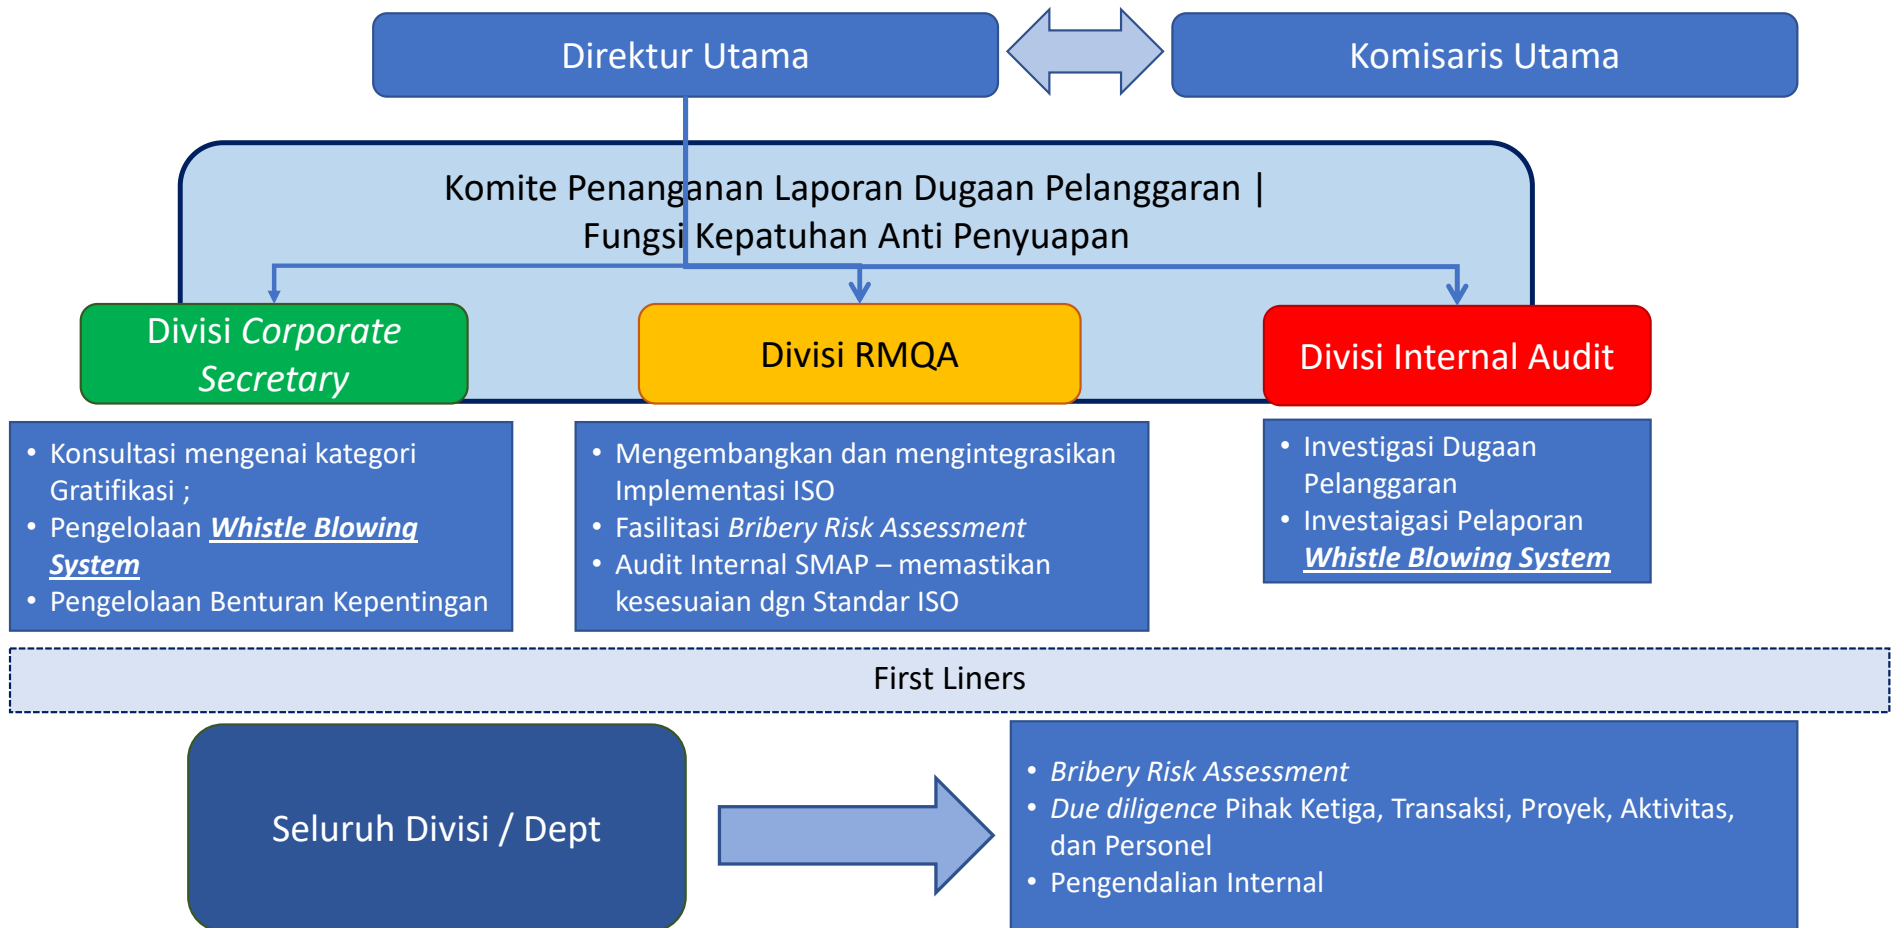 Direktur Utama
Komisaris Utama
Komite Penanganan Laporan Dugaan Pelanggaran |
Fungsi Kepatuhan Anti Penyuapan
Divisi Corporate
Secretary
Divisi RMQA
Divisi Internal Audit
• Konsultasi mengenai kategori
Gratifikasi ;
• Pengelolaan Whistle Blowing
System
• Pengelolaan Benturan Kepentingan
• Mengembangkan dan mengintegrasikan
Implementasi ISO
• Fasilitasi Bribery Risk Assessment
• Audit Internal SMAP – memastikan
kesesuaian dgn Standar ISO
• Investigasi Dugaan
Pelanggaran
• Investaigasi Pelaporan
Whistle Blowing System
First Liners
Seluruh Divisi / Dept
• Bribery Risk Assessment
• Due diligence Pihak Ketiga, Transaksi, Proyek, Aktivitas,
dan Personel
• Pengendalian Internal